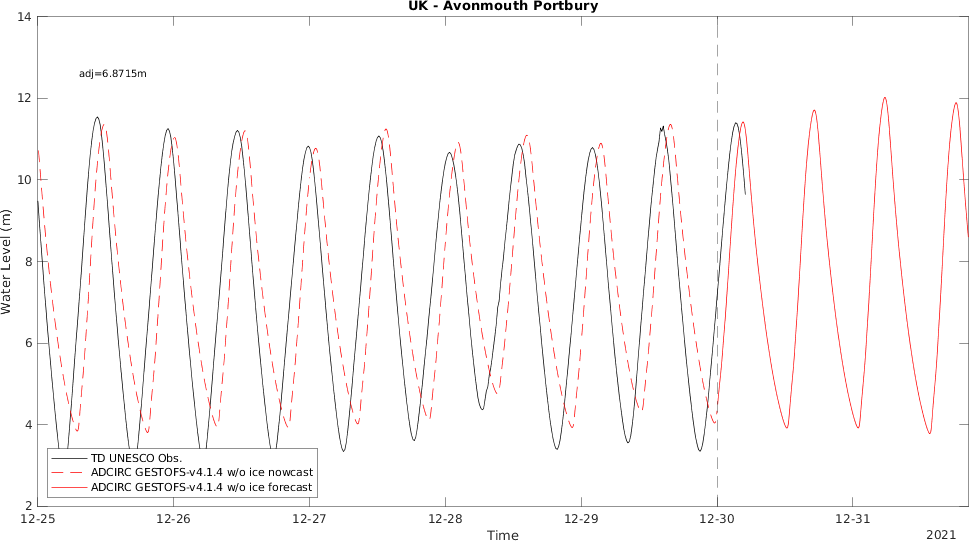 UK - Avonmouth Portbury
14
12
10
8
6
4
2
Water Level (m)
adj=6.8715m
TD UNESCO Obs.
ADCIRC GESTOFS-v4.1.4 w/o ice nowcast
ADCIRC GESTOFS-v4.1.4 w/o ice forecast
12-25 12-26 12-27 12-28 12-29 12-30 12-31
Time
2021